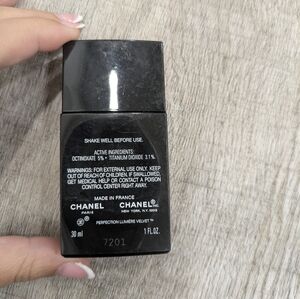 SHAKE WELL BEFORE USE.
ACTIVE INGREDIENTS:
OCTINOXATE 5% • TITANIUM DIOXIDE 3.1%
WARNINGS: FOR EXTERNAL USE ONLY, KEEP
OUT OF REACH OF CHILDREN. IF SWALLOWED,
GET MEDICAL HELP OR CONTACT A POISON
CONTROL CENTER RIGHT AWAY.
MADE IN FRANCE
CHANEL CHANEL
PARIS NEW YORK, N.Y. 10019
PERFECTION LUMIÈRE VELVET™
30 ml 1 FL.OZ.
7201